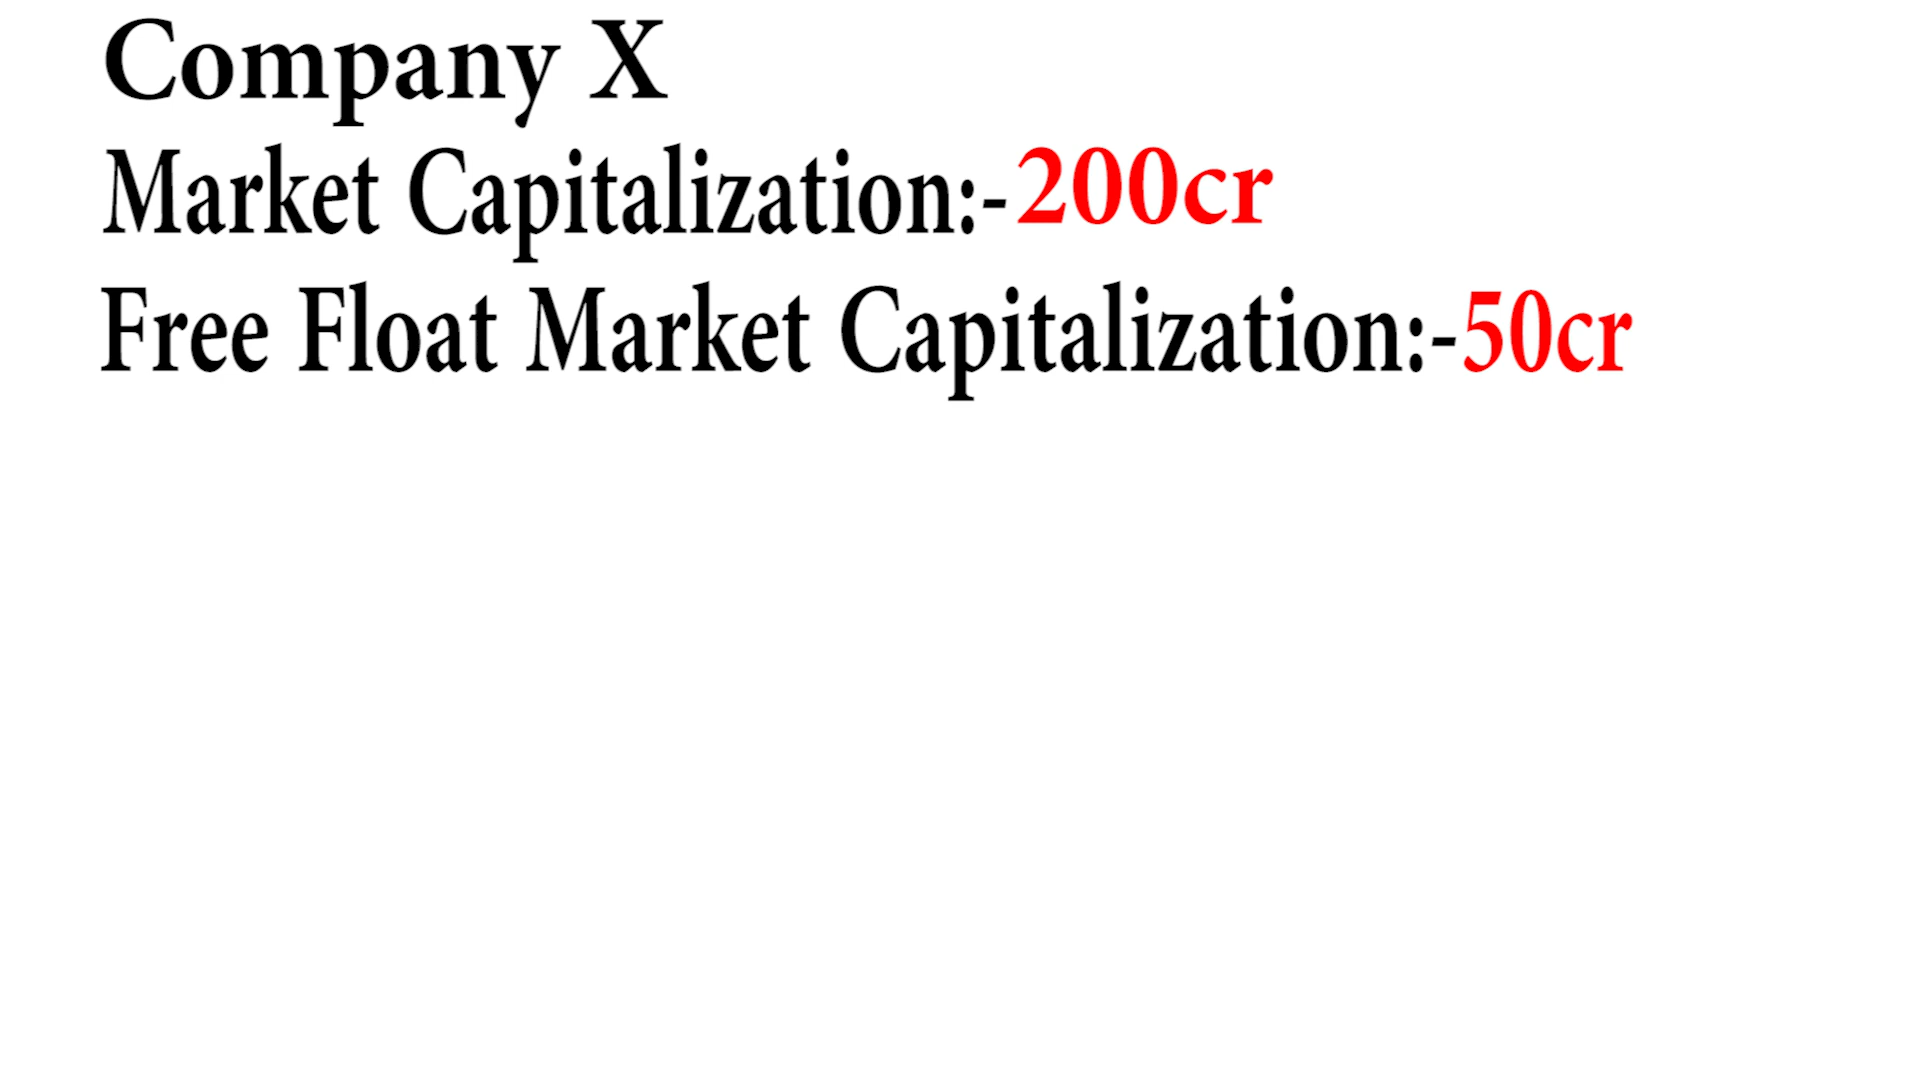 Company X
Market Capitalization:-200cr
Free Float Market Capitalization:-50cr